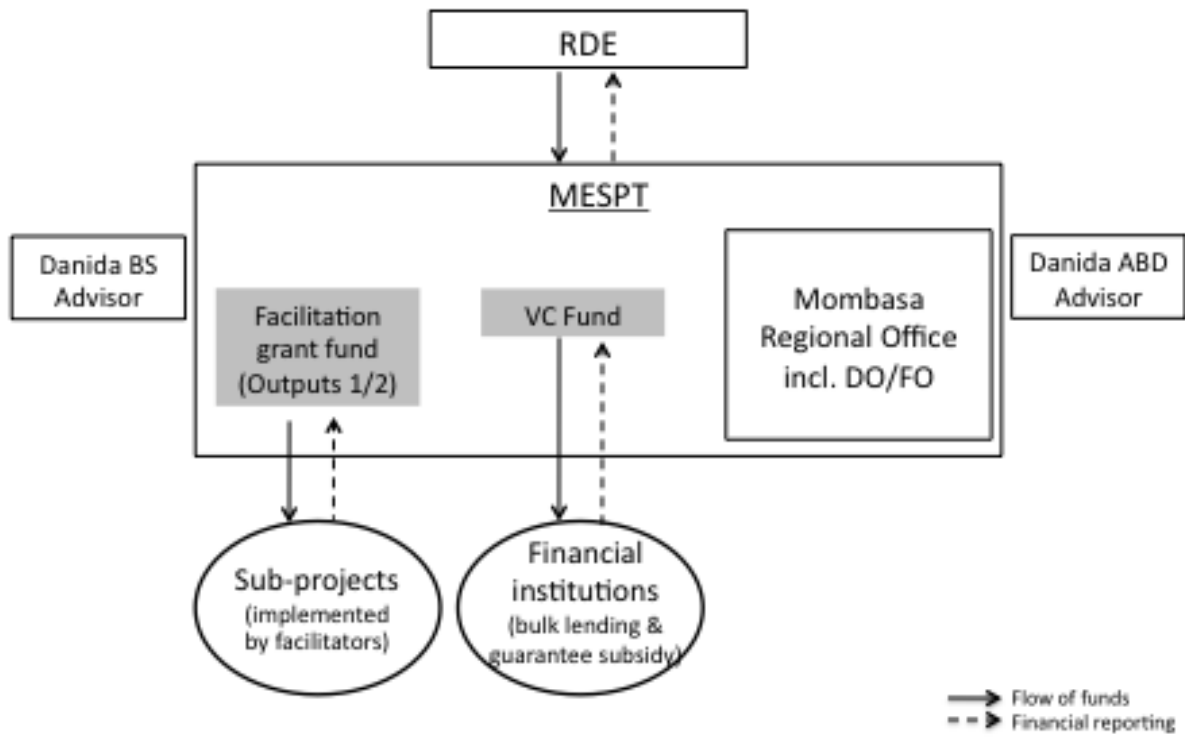 RDE
MESPT
Danida BS
Advisor
Facilitation
grant fund
(Outputs 1/2)
VC Fund
Mombasa
Regional Office
incl. DO/FO
Danida ABD
Advisor
Sub-projects
(implemented
by facilitators)
Financial
institutions
(bulk lending &
guarantee subsidy)
Flow of funds
Financial reporting